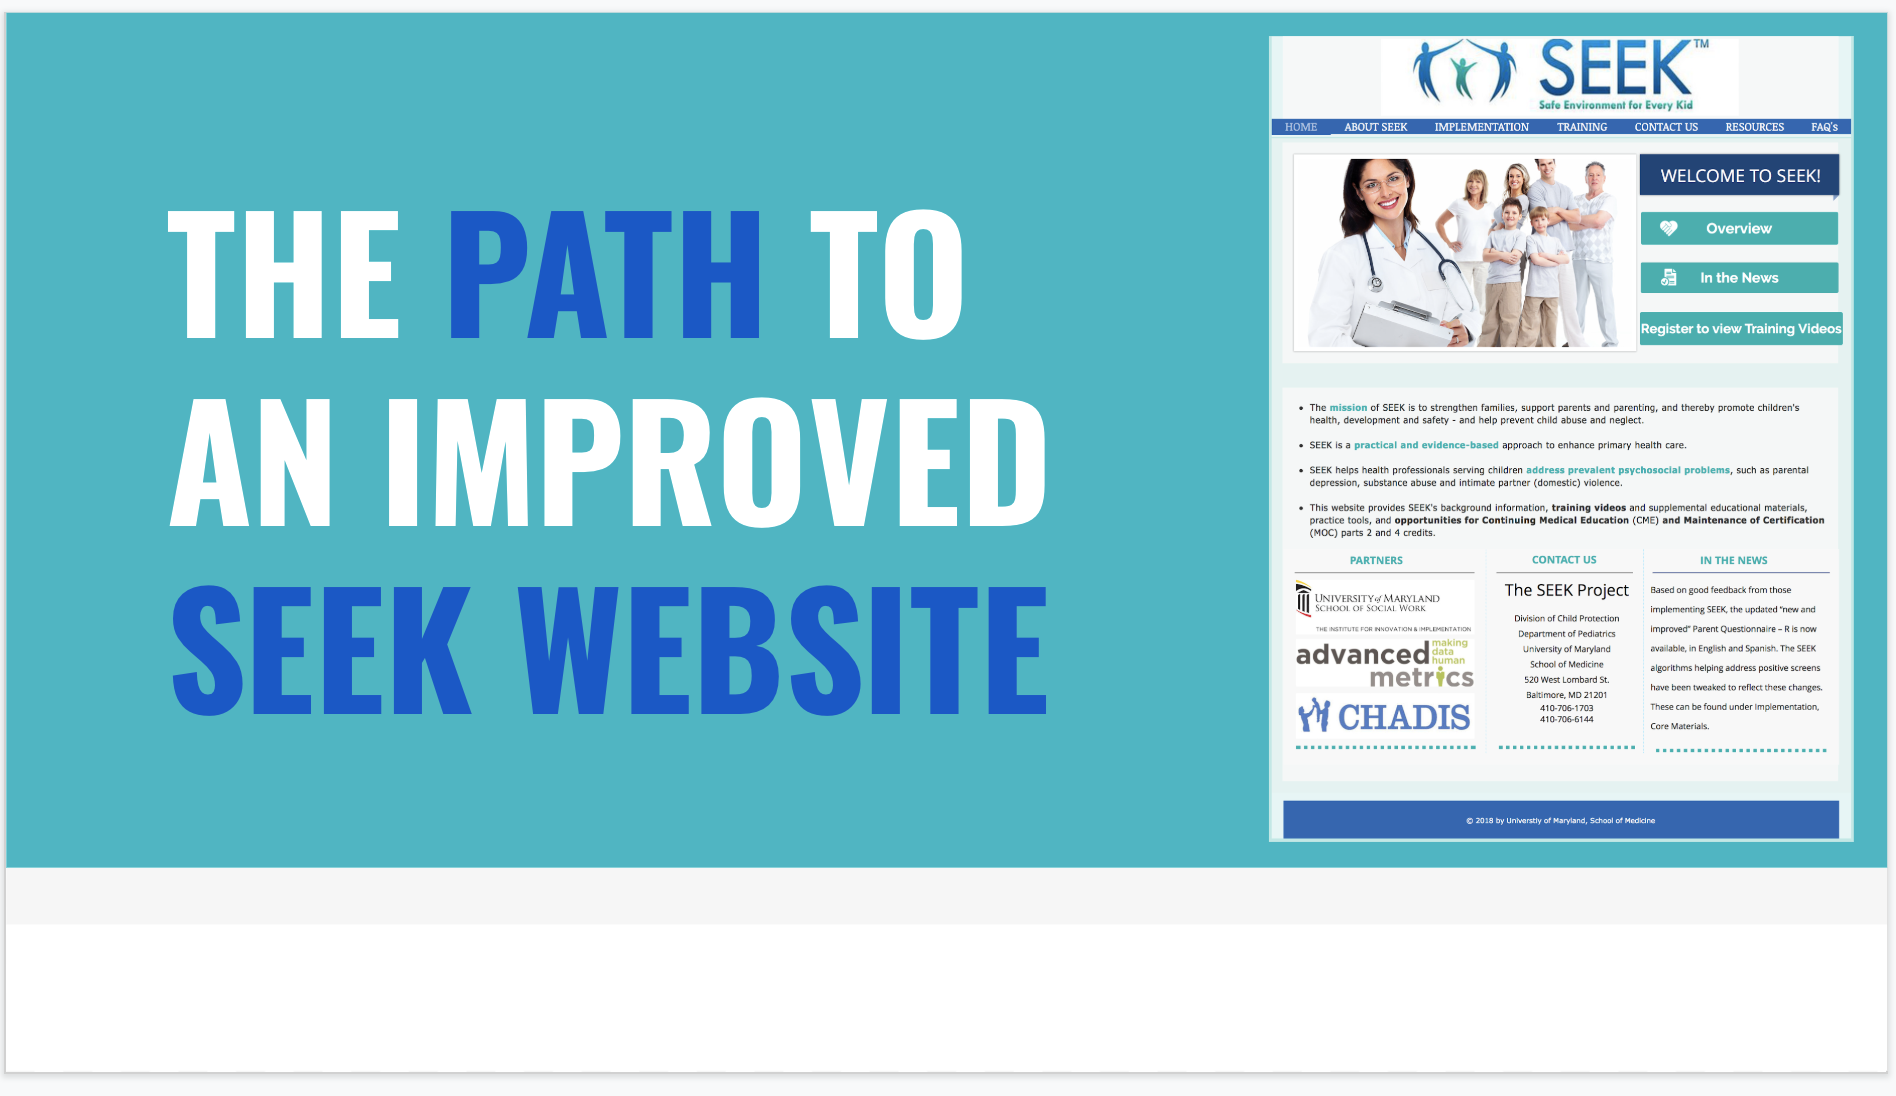 THE PATH TO
AN IMPROVED
SEEK WEBSITE
SEEK™
Safe Environment for Every Kid
HOME ABOUT SEEK IMPLEMENTATION TRAINING CONTACT US RESOURCES FAQ's
WELCOME TO SEEK!
Overview
In the News
Register to view Training Videos
• The mission of SEEK is to strengthen families, support parents and parenting, and thereby promote children's
health, development and safety - and help prevent child abuse and neglect.
• SEEK is a practical and evidence-based approach to enhance primary health care.
• SEEK helps health professionals serving children address prevalent psychosocial problems, such as parental
depression, substance abuse and intimate partner (domestic) violence.
• This website provides SEEK's background information, training videos and supplemental educational materials,
practice tools, and opportunities for Continuing Medical Education (CME) and Maintenance of Certification
(MOC) parts 2 and 4 credits.
PARTNERS
UNIVERSITY of MARYLAND
SCHOOL OF SOCIAL WORK
THE INSTITUTE FOR INNOVATION & IMPLEMENTATION
advanced making
data
human
metrics
CHADIS
CONTACT US
The SEEK Project
Division of Child Protection
Department of Pediatrics
University of Maryland
School of Medicine
520 West Lombard St.
Baltimore, MD 21201
410-706-1703
410-706-6144
IN THE NEWS
Based on good feedback from those
implementing SEEK, the updated "new and
improved" Parent Questionnaire – R is now
available, in English and Spanish. The SEEK
algorithms helping address positive screens
have been tweaked to reflect these changes.
These can be found under Implementation,
Core Materials.
© 2018 by Universtiy of Maryland, School of Medicine